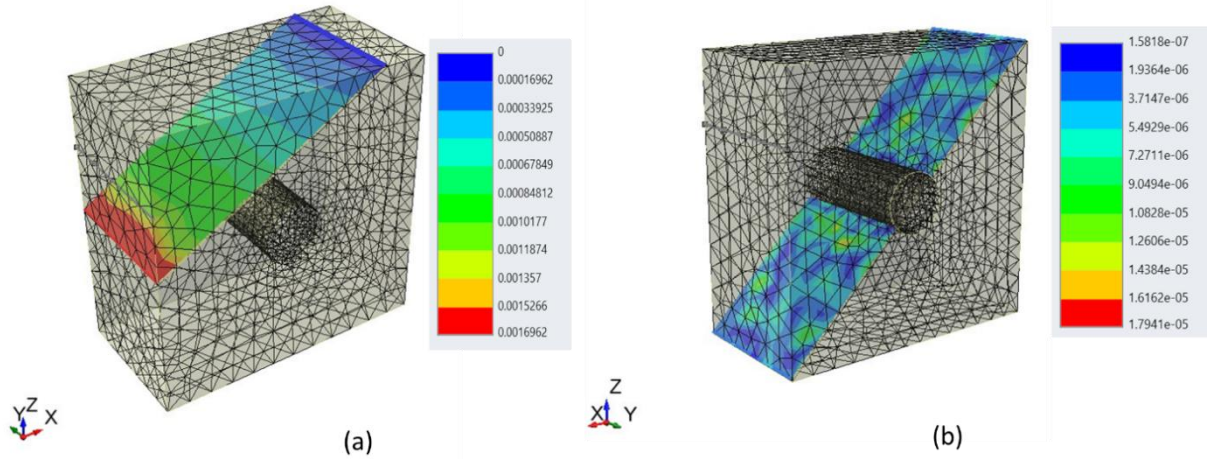 0
0.00016962
0.00033925
0.00050887
0.00067849
0.00084812
0.0010177
0.0011874
0.001357
0.0015266
0.0016962
Y Z X
(a)
1.5818e-07
1.9364e-06
3.7147e-06
5.4929e-06
7.2711e-06
9.0494e-06
1.0828e-05
1.2606e-05
1.4384e-05
1.6162e-05
1.7941e-05
Z
X Y
(b)